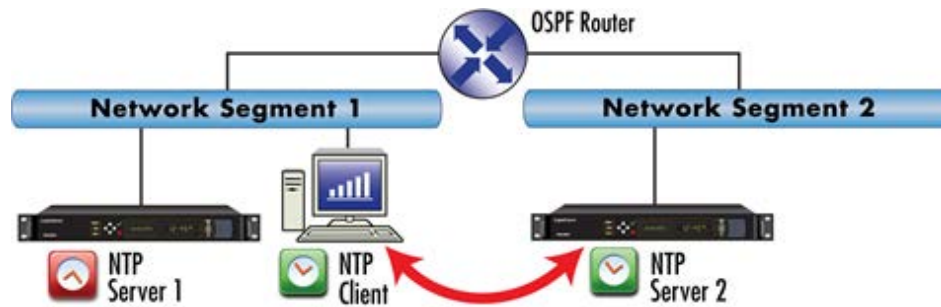 OSPF Router
Network Segment 1
Network Segment 2
NTP
Server 1
NTP
Client
NTP
Server 2